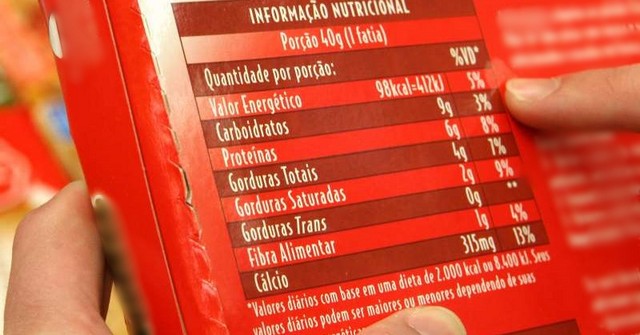 INFORMAÇÃO NUTRICIONAL
Porção 40g (1 fatia)
Quantidade por porção: %VD*
Valor Energético 98kcal=412kJ 5%
Carboidratos 9g 3%
Proteínas 6g 8%
Gorduras Totais 4g 7%
Gorduras Saturadas 2g 9%
Gorduras Trans 0g **
Fibra Alimentar 1g 4%
Cálcio 315mg 13%
*Valores diários com base em uma dieta de 2.000 kcal ou 8.400 kJ. Seus
valores diários podem ser maiores ou menores dependendo de suas